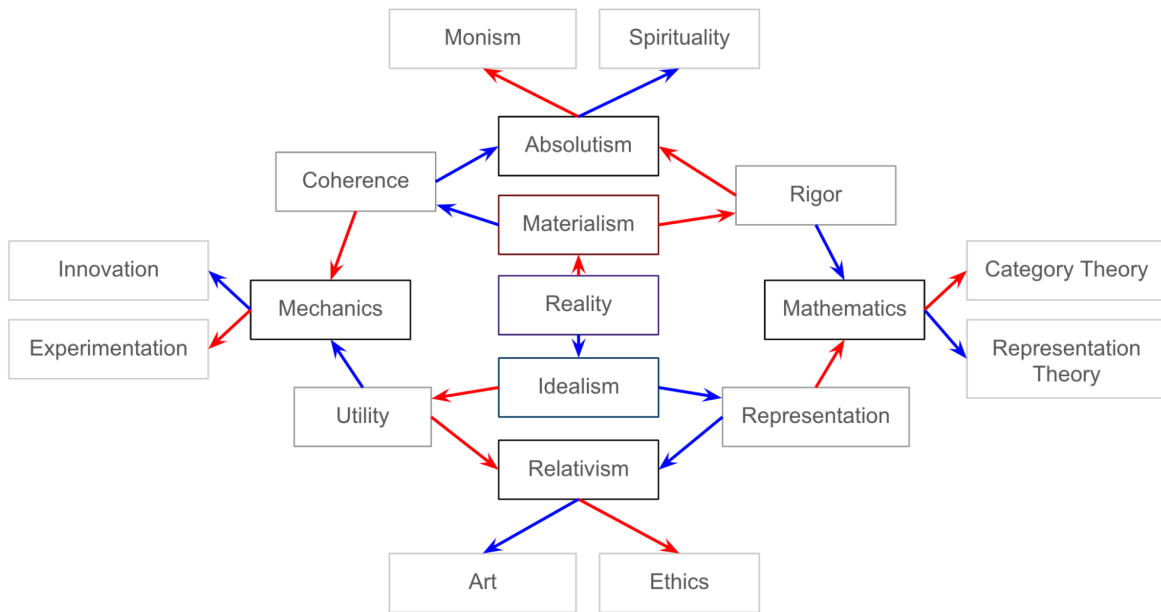 Monism
Spirituality
Absolutism
Coherence
Rigor
Materialism
Innovation
Category Theory
Mechanics
Reality
Mathematics
Experimentation
Representation
Theory
Idealism
Utility
Representation
Relativism
Art
Ethics